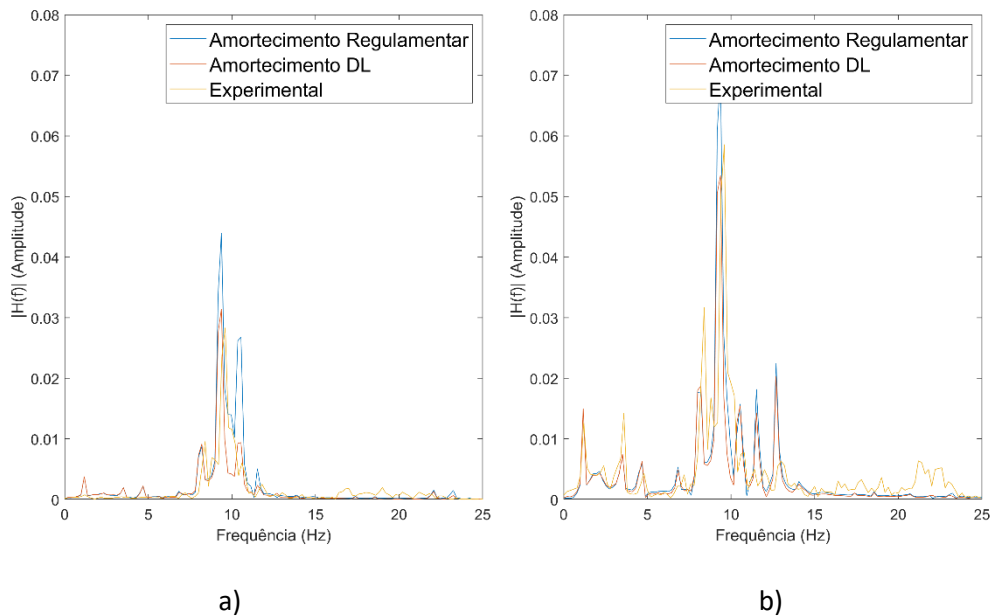 0.08
0.07
0.06
0.05
0.04
0.03
0.02
0.01
0
|H(f)| (Amplitude)
Amortecimento Regulamentar
Amortecimento DL
Experimental
0 5 10 15 20 25
Frequência (Hz)
a)
0.08
0.07
0.06
0.05
0.04
0.03
0.02
0.01
0
|H(f)| (Amplitude)
Amortecimento Regulamentar
Amortecimento DL
Experimental
0 5 10 15 20 25
Frequência (Hz)
b)